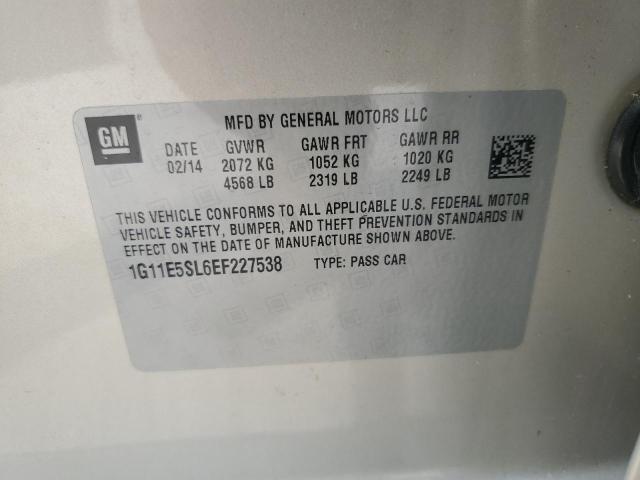 MFD BY GENERAL MOTORS LLC
GM
DATE GVWR GAWR FRT GAWR RR
02/14 2072 KG 1052 KG 1020 KG
4568 LB 2319 LB 2249 LB
THIS VEHICLE CONFORMS TO ALL APPLICABLE U.S. FEDERAL MOTOR
VEHICLE SAFETY, BUMPER, AND THEFT PREVENTION STANDARDS IN
EFFECT ON THE DATE OF MANUFACTURE SHOWN ABOVE.
1G11E5SL6EF227538 TYPE: PASS CAR